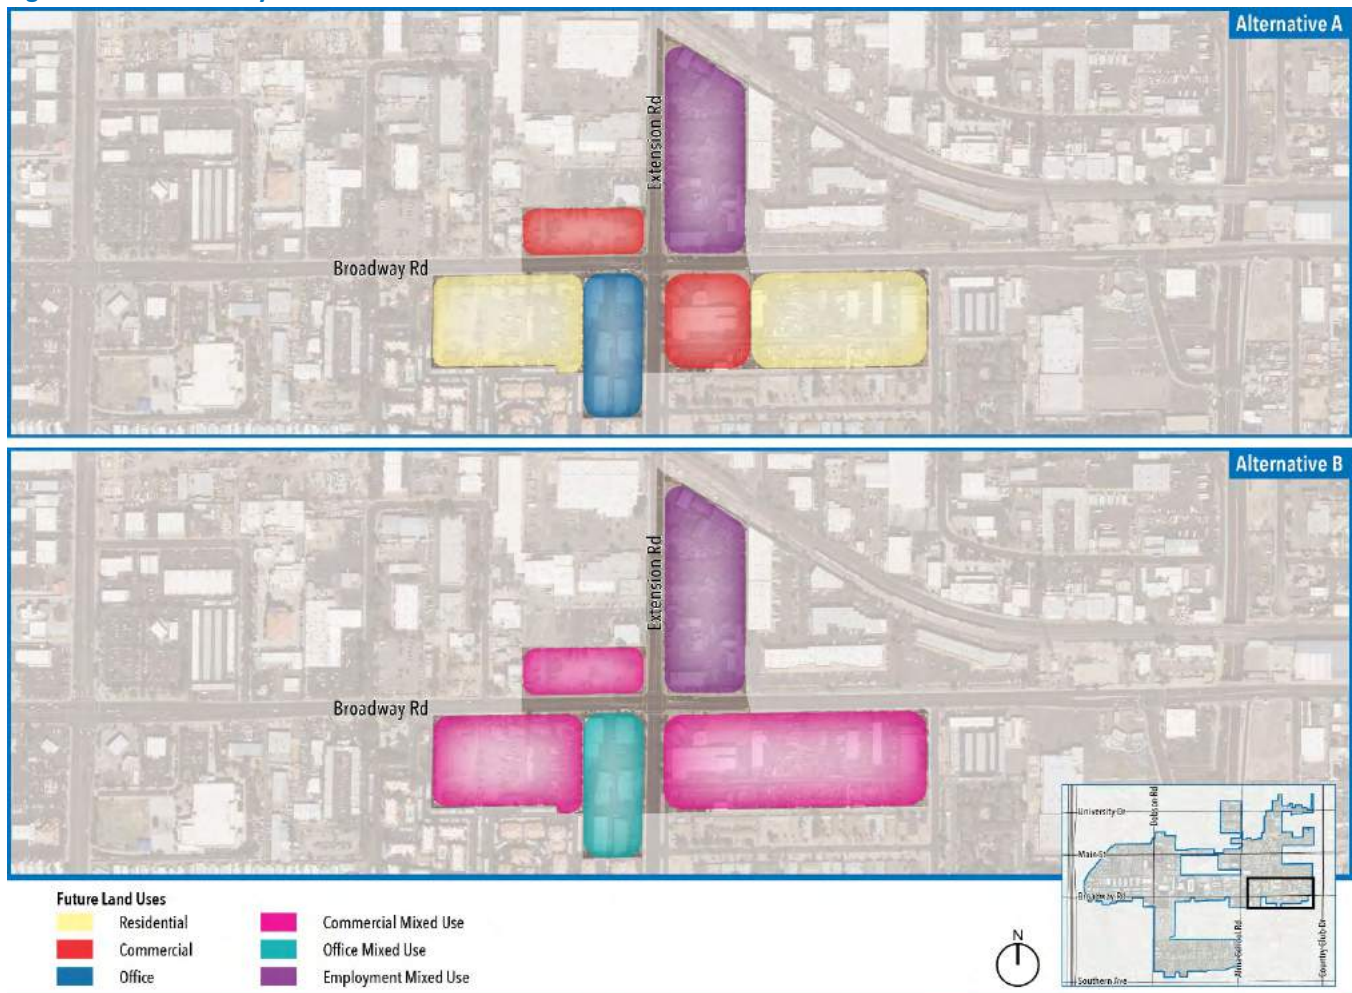 Alternative A
Extension Rd
Broadway Rd
Alternative B
Extension Rd
Broadway Rd
University Dr
Dobson Rd
Main St
Broadway Rd
Alma School Rd
Country Club Dr
Southern Ave
N
Future Land Uses
Residential
Commercial
Office
Commercial Mixed Use
Office Mixed Use
Employment Mixed Use